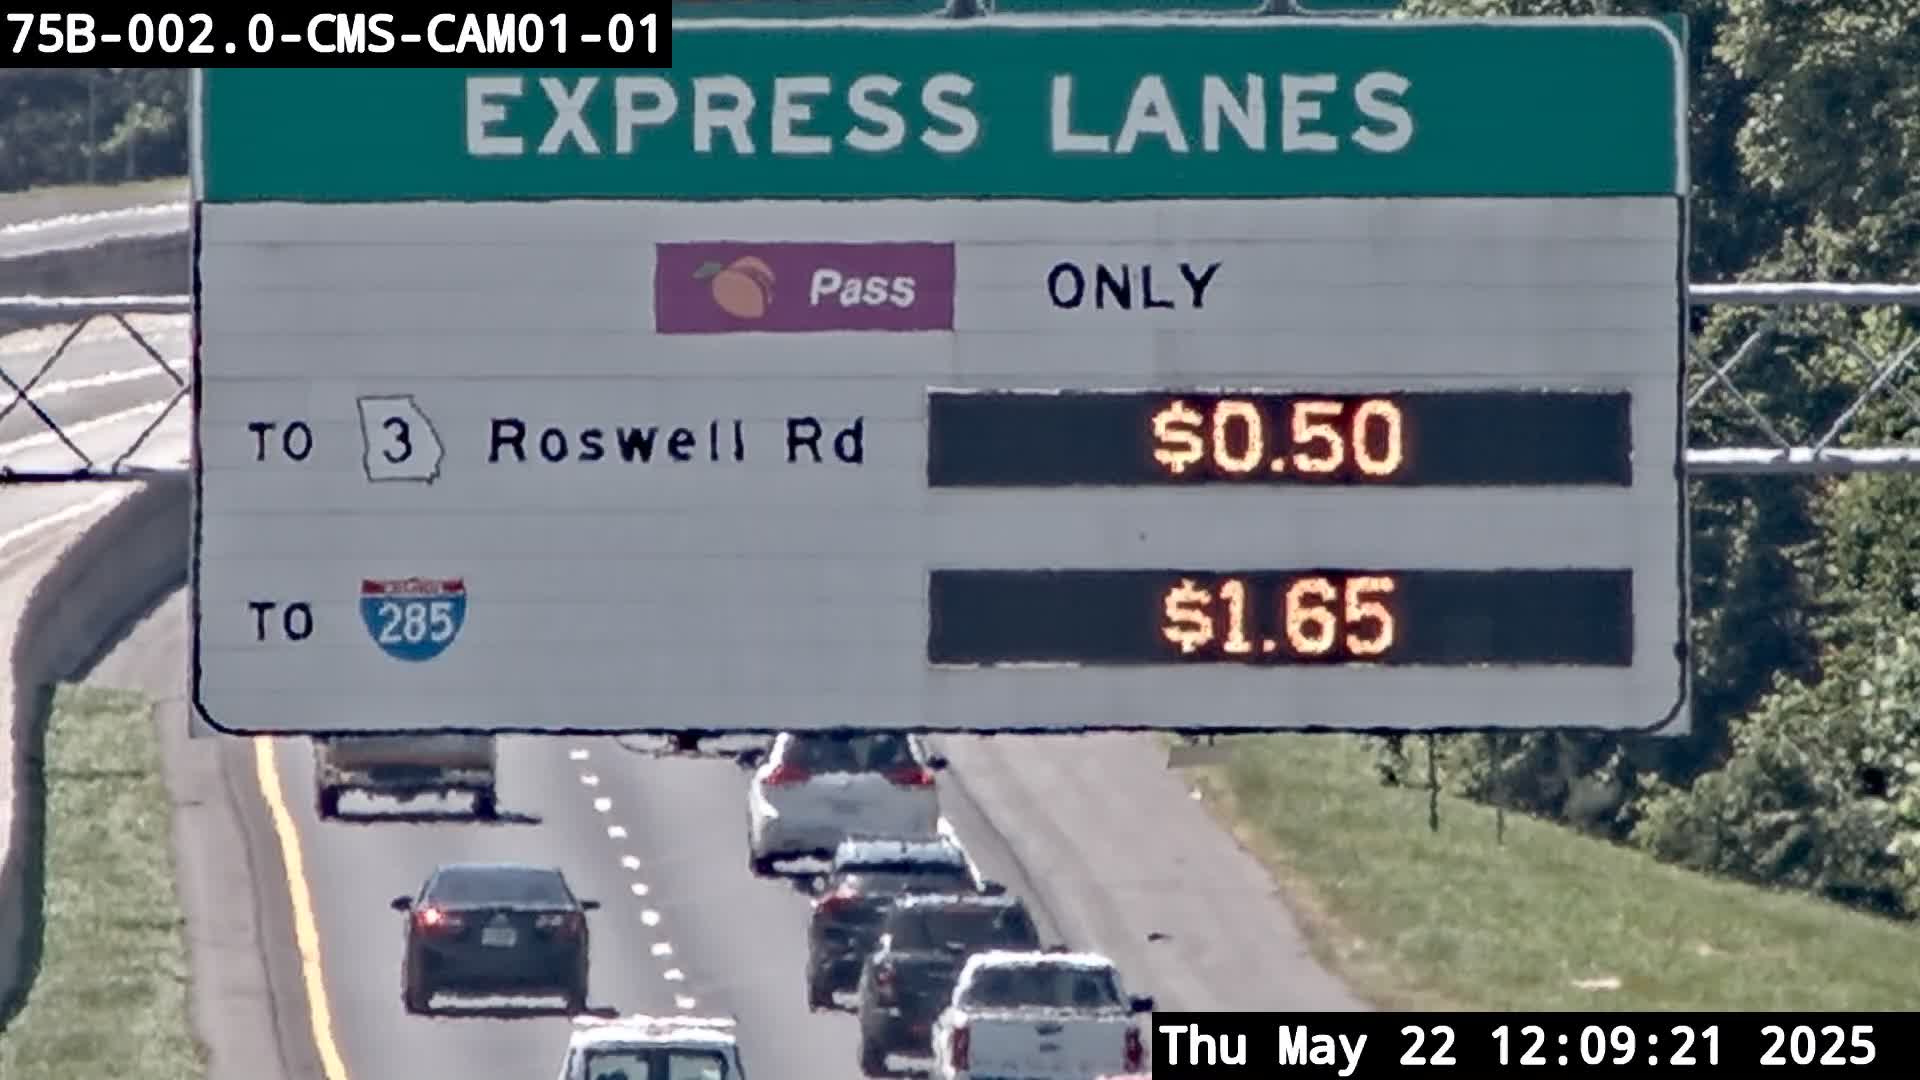 75B-002.0-CMS-CAM01-01
EXPRESS LANES
Pass ONLY
TO 3 Roswell Rd $0.50
TO 285 $1.65
Thu May 22 12:09:21 2025